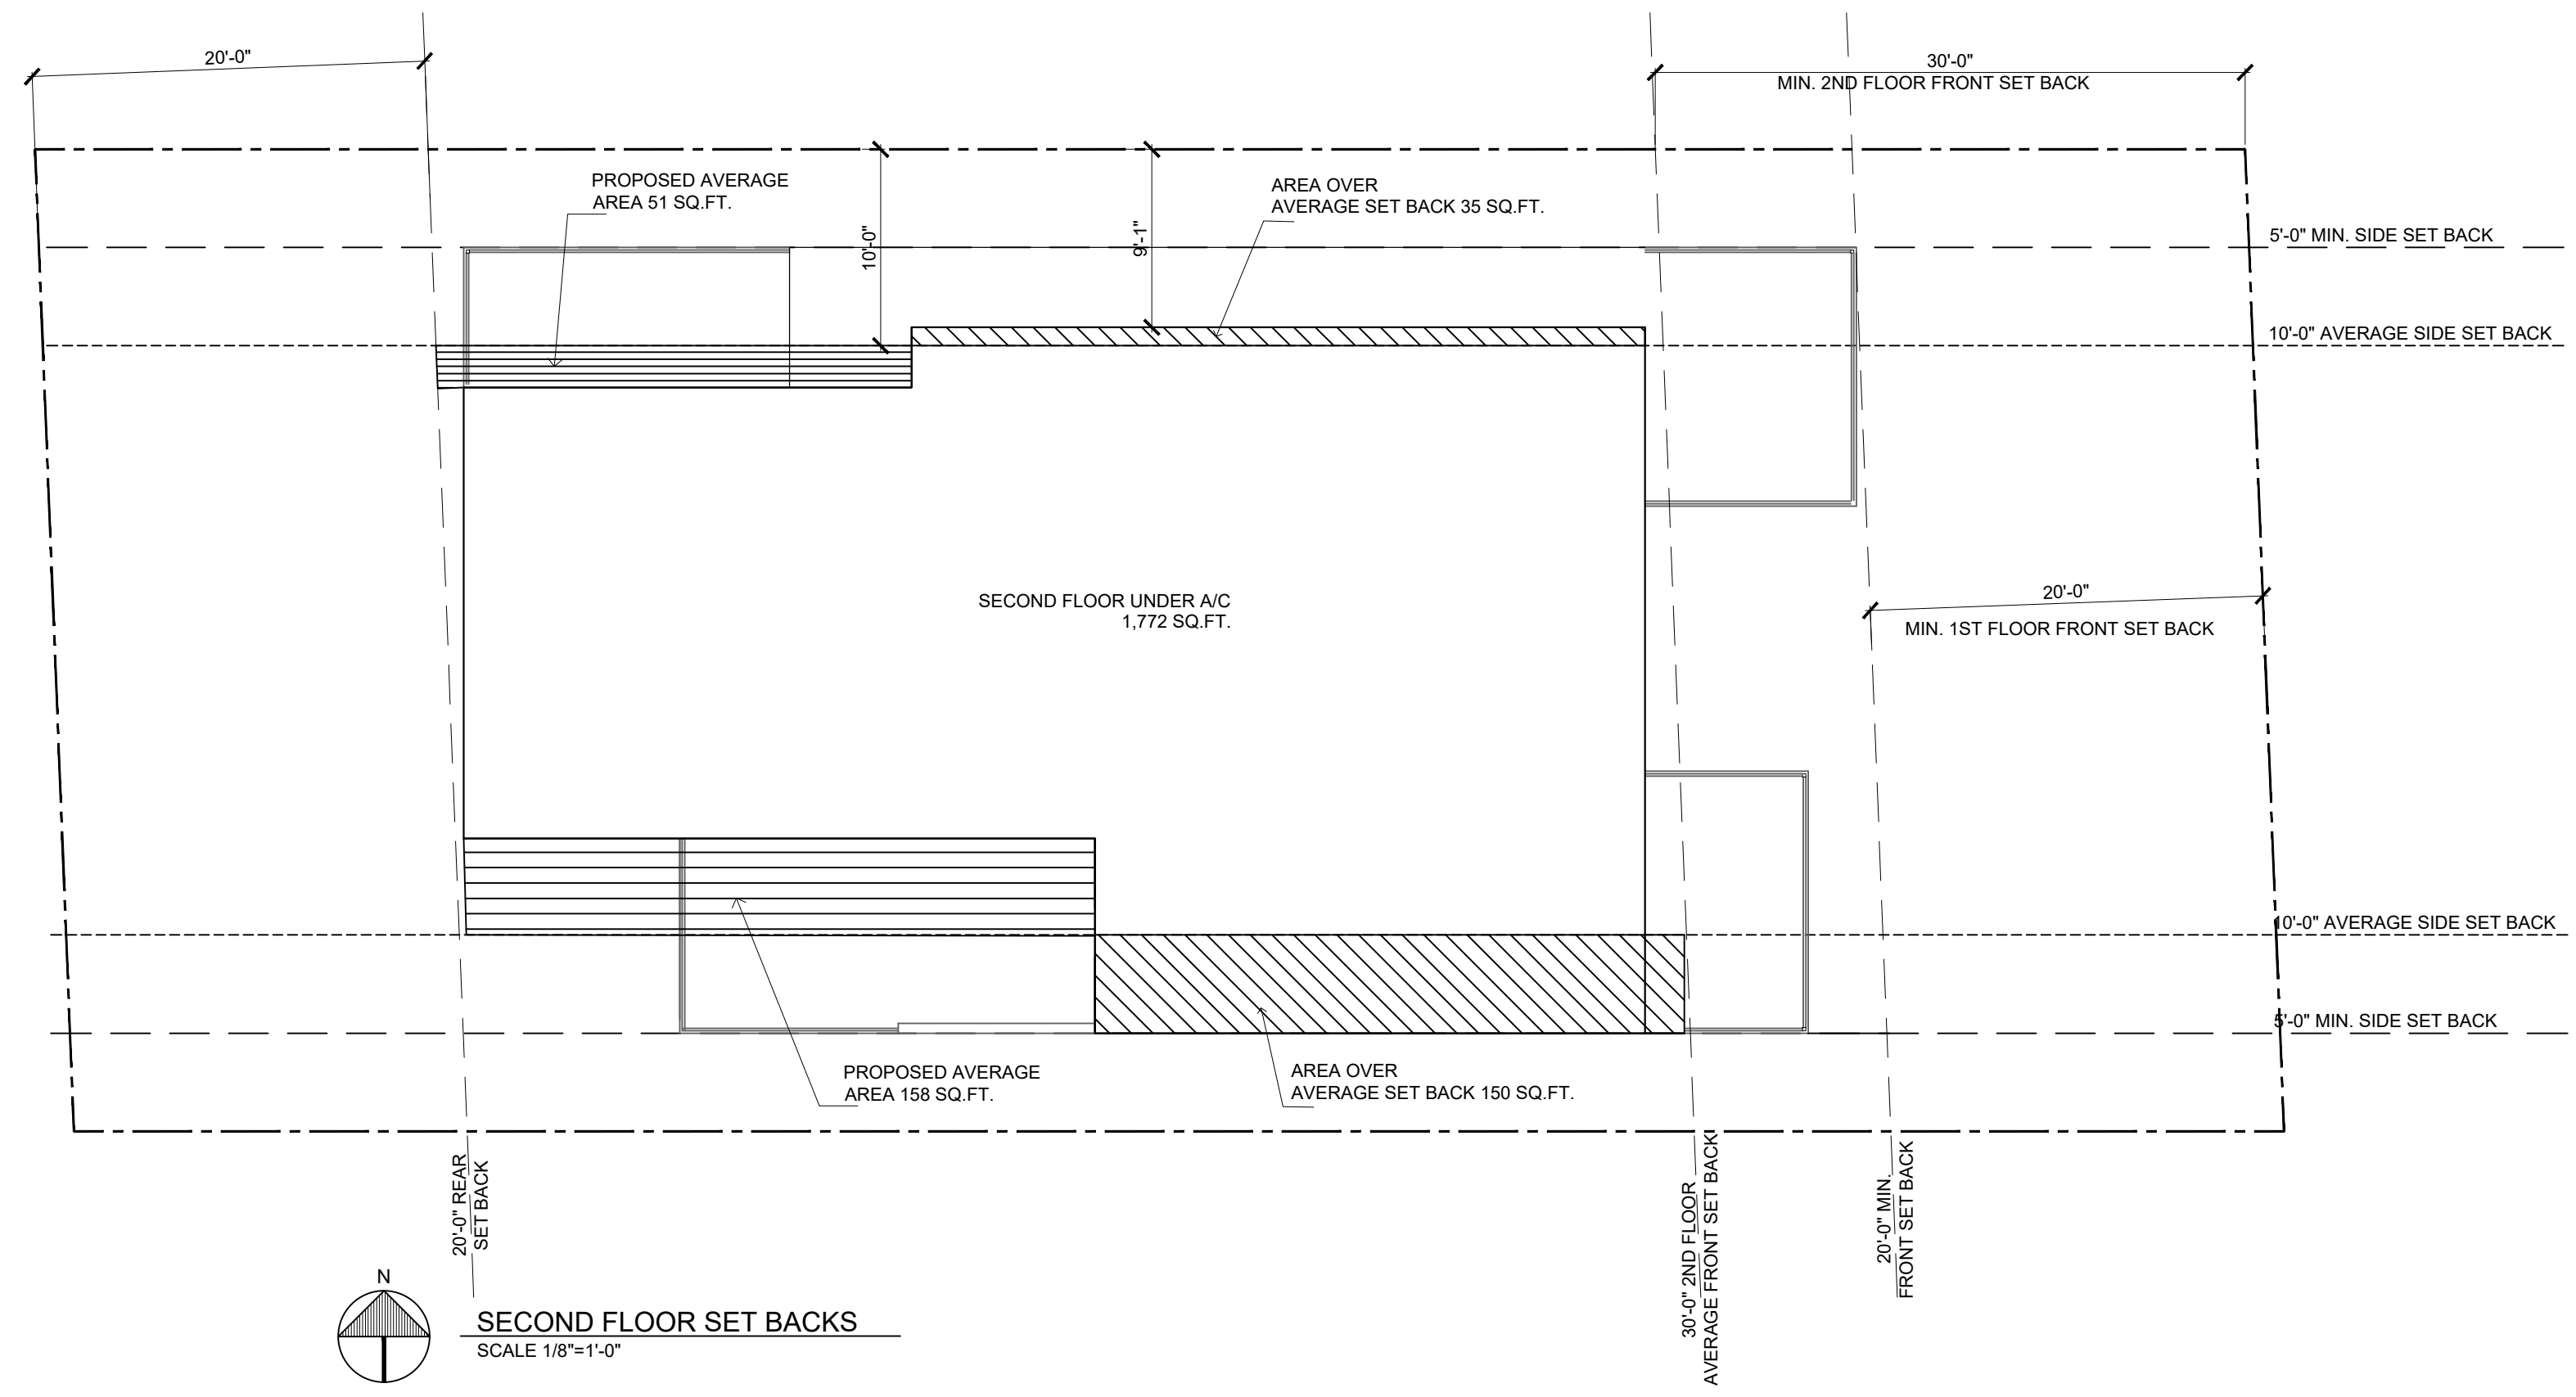 20'-0"
30'-0"
MIN. 2ND FLOOR FRONT SET BACK
PROPOSED AVERAGE
AREA 51 SQ.FT.
10'-0"
9'-1"
AREA OVER
AVERAGE SET BACK 35 SQ.FT.
5'-0" MIN. SIDE SET BACK
10'-0" AVERAGE SIDE SET BACK
SECOND FLOOR UNDER A/C
1,772 SQ.FT.
20'-0"
MIN. 1ST FLOOR FRONT SET BACK
10'-0" AVERAGE SIDE SET BACK
5'-0" MIN. SIDE SET BACK
PROPOSED AVERAGE
AREA 158 SQ.FT.
AREA OVER
AVERAGE SET BACK 150 SQ.FT.
20'-0" REAR
SET BACK
30'-0" 2ND FLOOR
AVERAGE FRONT SET BACK
20'-0" MIN.
FRONT SET BACK
N
SECOND FLOOR SET BACKS
SCALE 1/8"=1'-0"